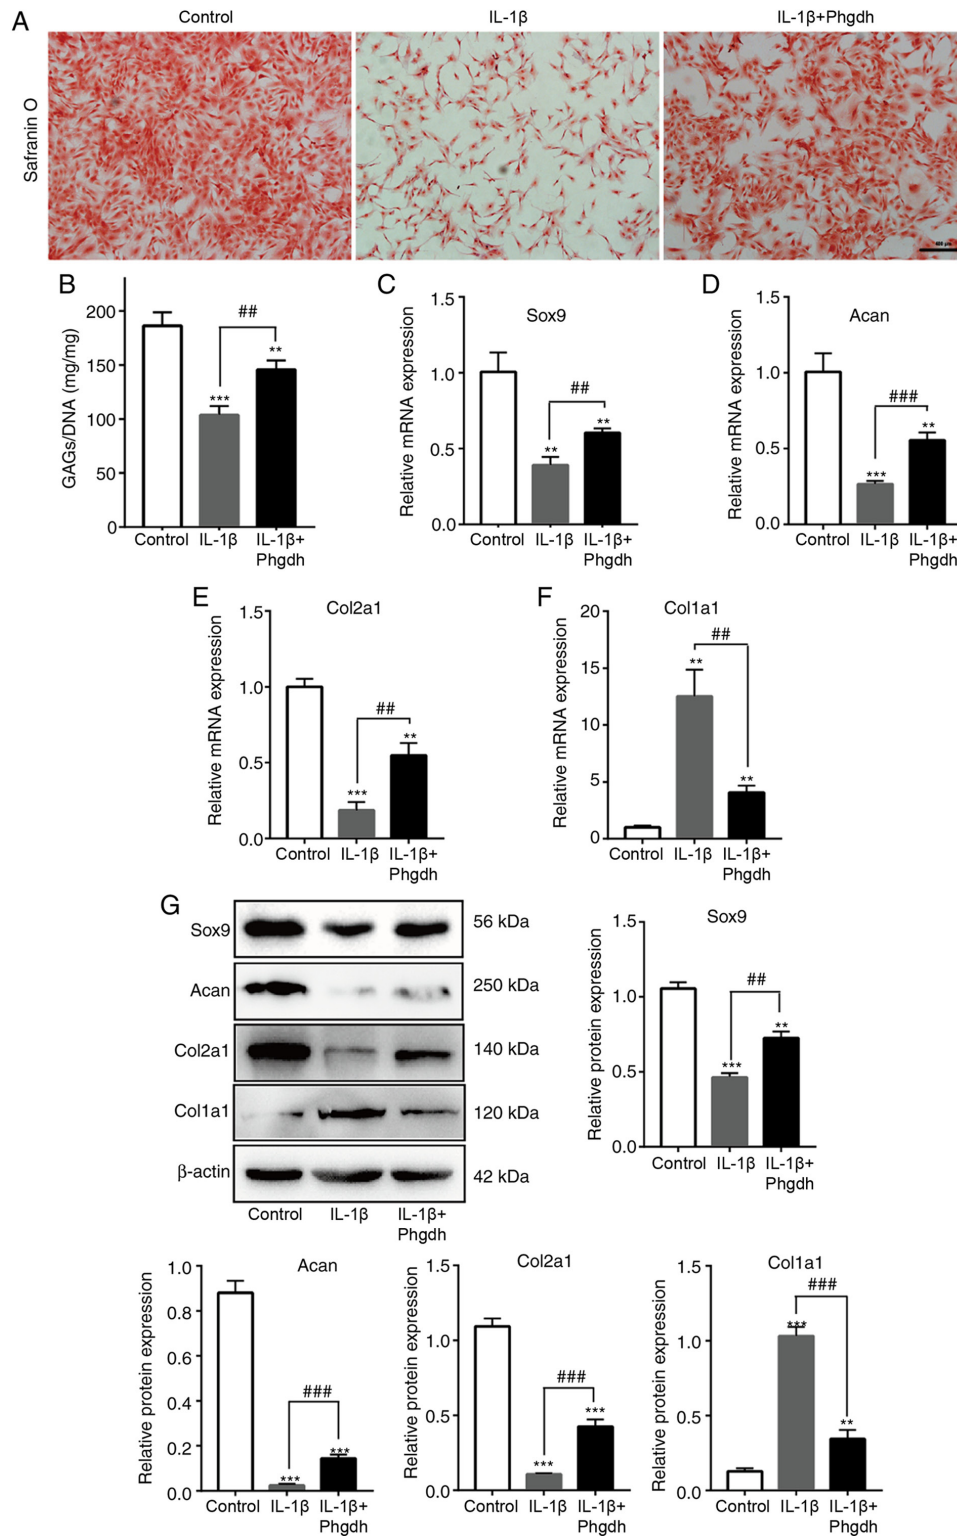 A
Control
IL-1β
IL-1β+Phgdh
Safranin O
B
GAGs/DNA (mg/mg)
200
150
100
50
0
##
***
**
Control
IL-1β
IL-1β+
Phgdh
C
Sox9
Relative mRNA expression
1.5
1.0
0.5
0.0
##
**
**
Control
IL-1β
IL-1β+
Phgdh
D
Acan
Relative mRNA expression
1.5
1.0
0.5
0.0
###
***
**
Control
IL-1β
IL-1β+
Phgdh
E
Col2a1
Relative mRNA expression
1.5
1.0
0.5
0.0
##
***
**
Control
IL-1β
IL-1β+
Phgdh
F
Col1a1
Relative mRNA expression
20
15
10
5
0
##
**
**
Control
IL-1β
IL-1β+
Phgdh
G
Sox9
56 kDa
Acan
250 kDa
Col2a1
140 kDa
Col1a1
120 kDa
β-actin
42 kDa
Control
IL-1β
IL-1β+
Phgdh
Sox9
Relative protein expression
1.5
1.0
0.5
0.0
##
***
**
Control
IL-1β
IL-1β+
Phgdh
Acan
Relative protein expression
1.0
0.8
0.6
0.4
0.2
0.0
###
***
***
Control
IL-1β
IL-1β+
Phgdh
Col2a1
Relative protein expression
1.5
1.0
0.5
0.0
###
***
***
Control
IL-1β
IL-1β+
Phgdh
Col1a1
Relative protein expression
1.5
1.0
0.5
0.0
###
***
**
Control
IL-1β
IL-1β+
Phgdh